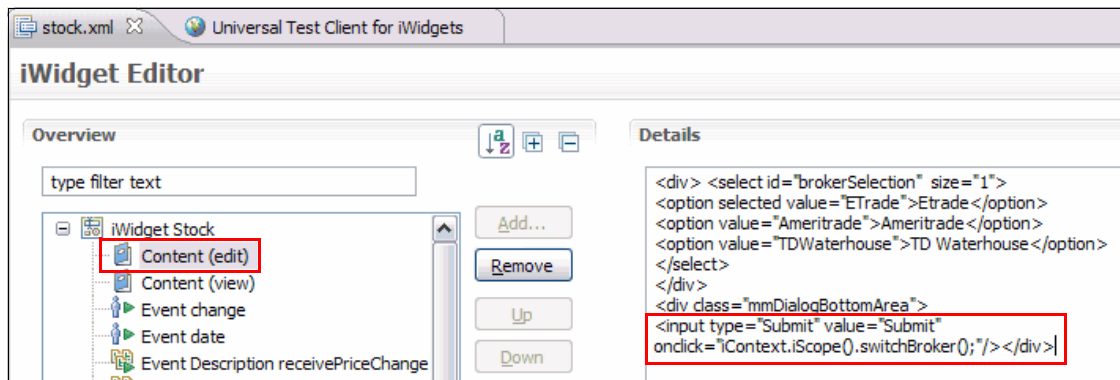 stock.xml
Universal Test Client for iWidgets
iWidget Editor
Overview
type filter text
iWidget Stock
Content (edit)
Content (view)
Event change
Event date
Event Description receivePriceChange
Add...
Remove
Up
Down
Details
<div> <select id="brokerSelection" size="1">
<option selected value="ETrade">Etrade</option>
<option value="Ameritrade">Ameritrade</option>
<option value="TDWaterhouse">TD Waterhouse</option>
</select>
</div>
<div class="mmDialogBottomArea">
<input type="Submit" value="Submit"
onclick="iContext.iScope().switchBroker();"/></div>